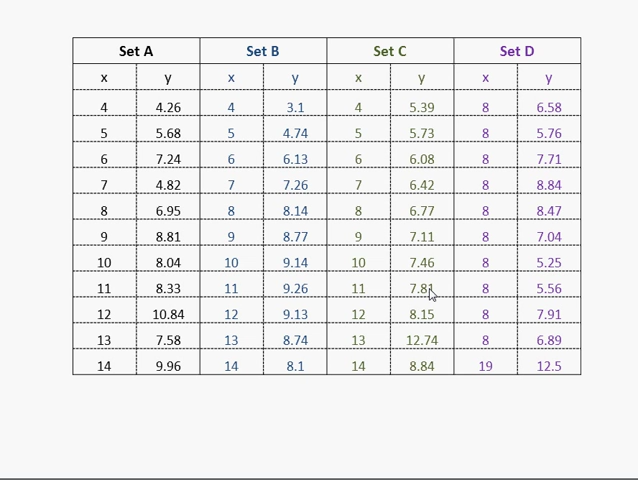 Set A Set B Set C Set D
x y x y x y x y
4 4.26 4 3.1 4 5.39 8 6.58
5 5.68 5 4.74 5 5.73 8 5.76
6 7.24 6 6.13 6 6.08 8 7.71
7 4.82 7 7.26 7 6.42 8 8.84
8 6.95 8 8.14 8 6.77 8 8.47
9 8.81 9 8.77 9 7.11 8 7.04
10 8.04 10 9.14 10 7.46 8 5.25
11 8.33 11 9.26 11 7.81 8 5.56
12 10.84 12 9.13 12 8.15 8 7.91
13 7.58 13 8.74 13 12.74 8 6.89
14 9.96 14 8.1 14 8.84 19 12.5